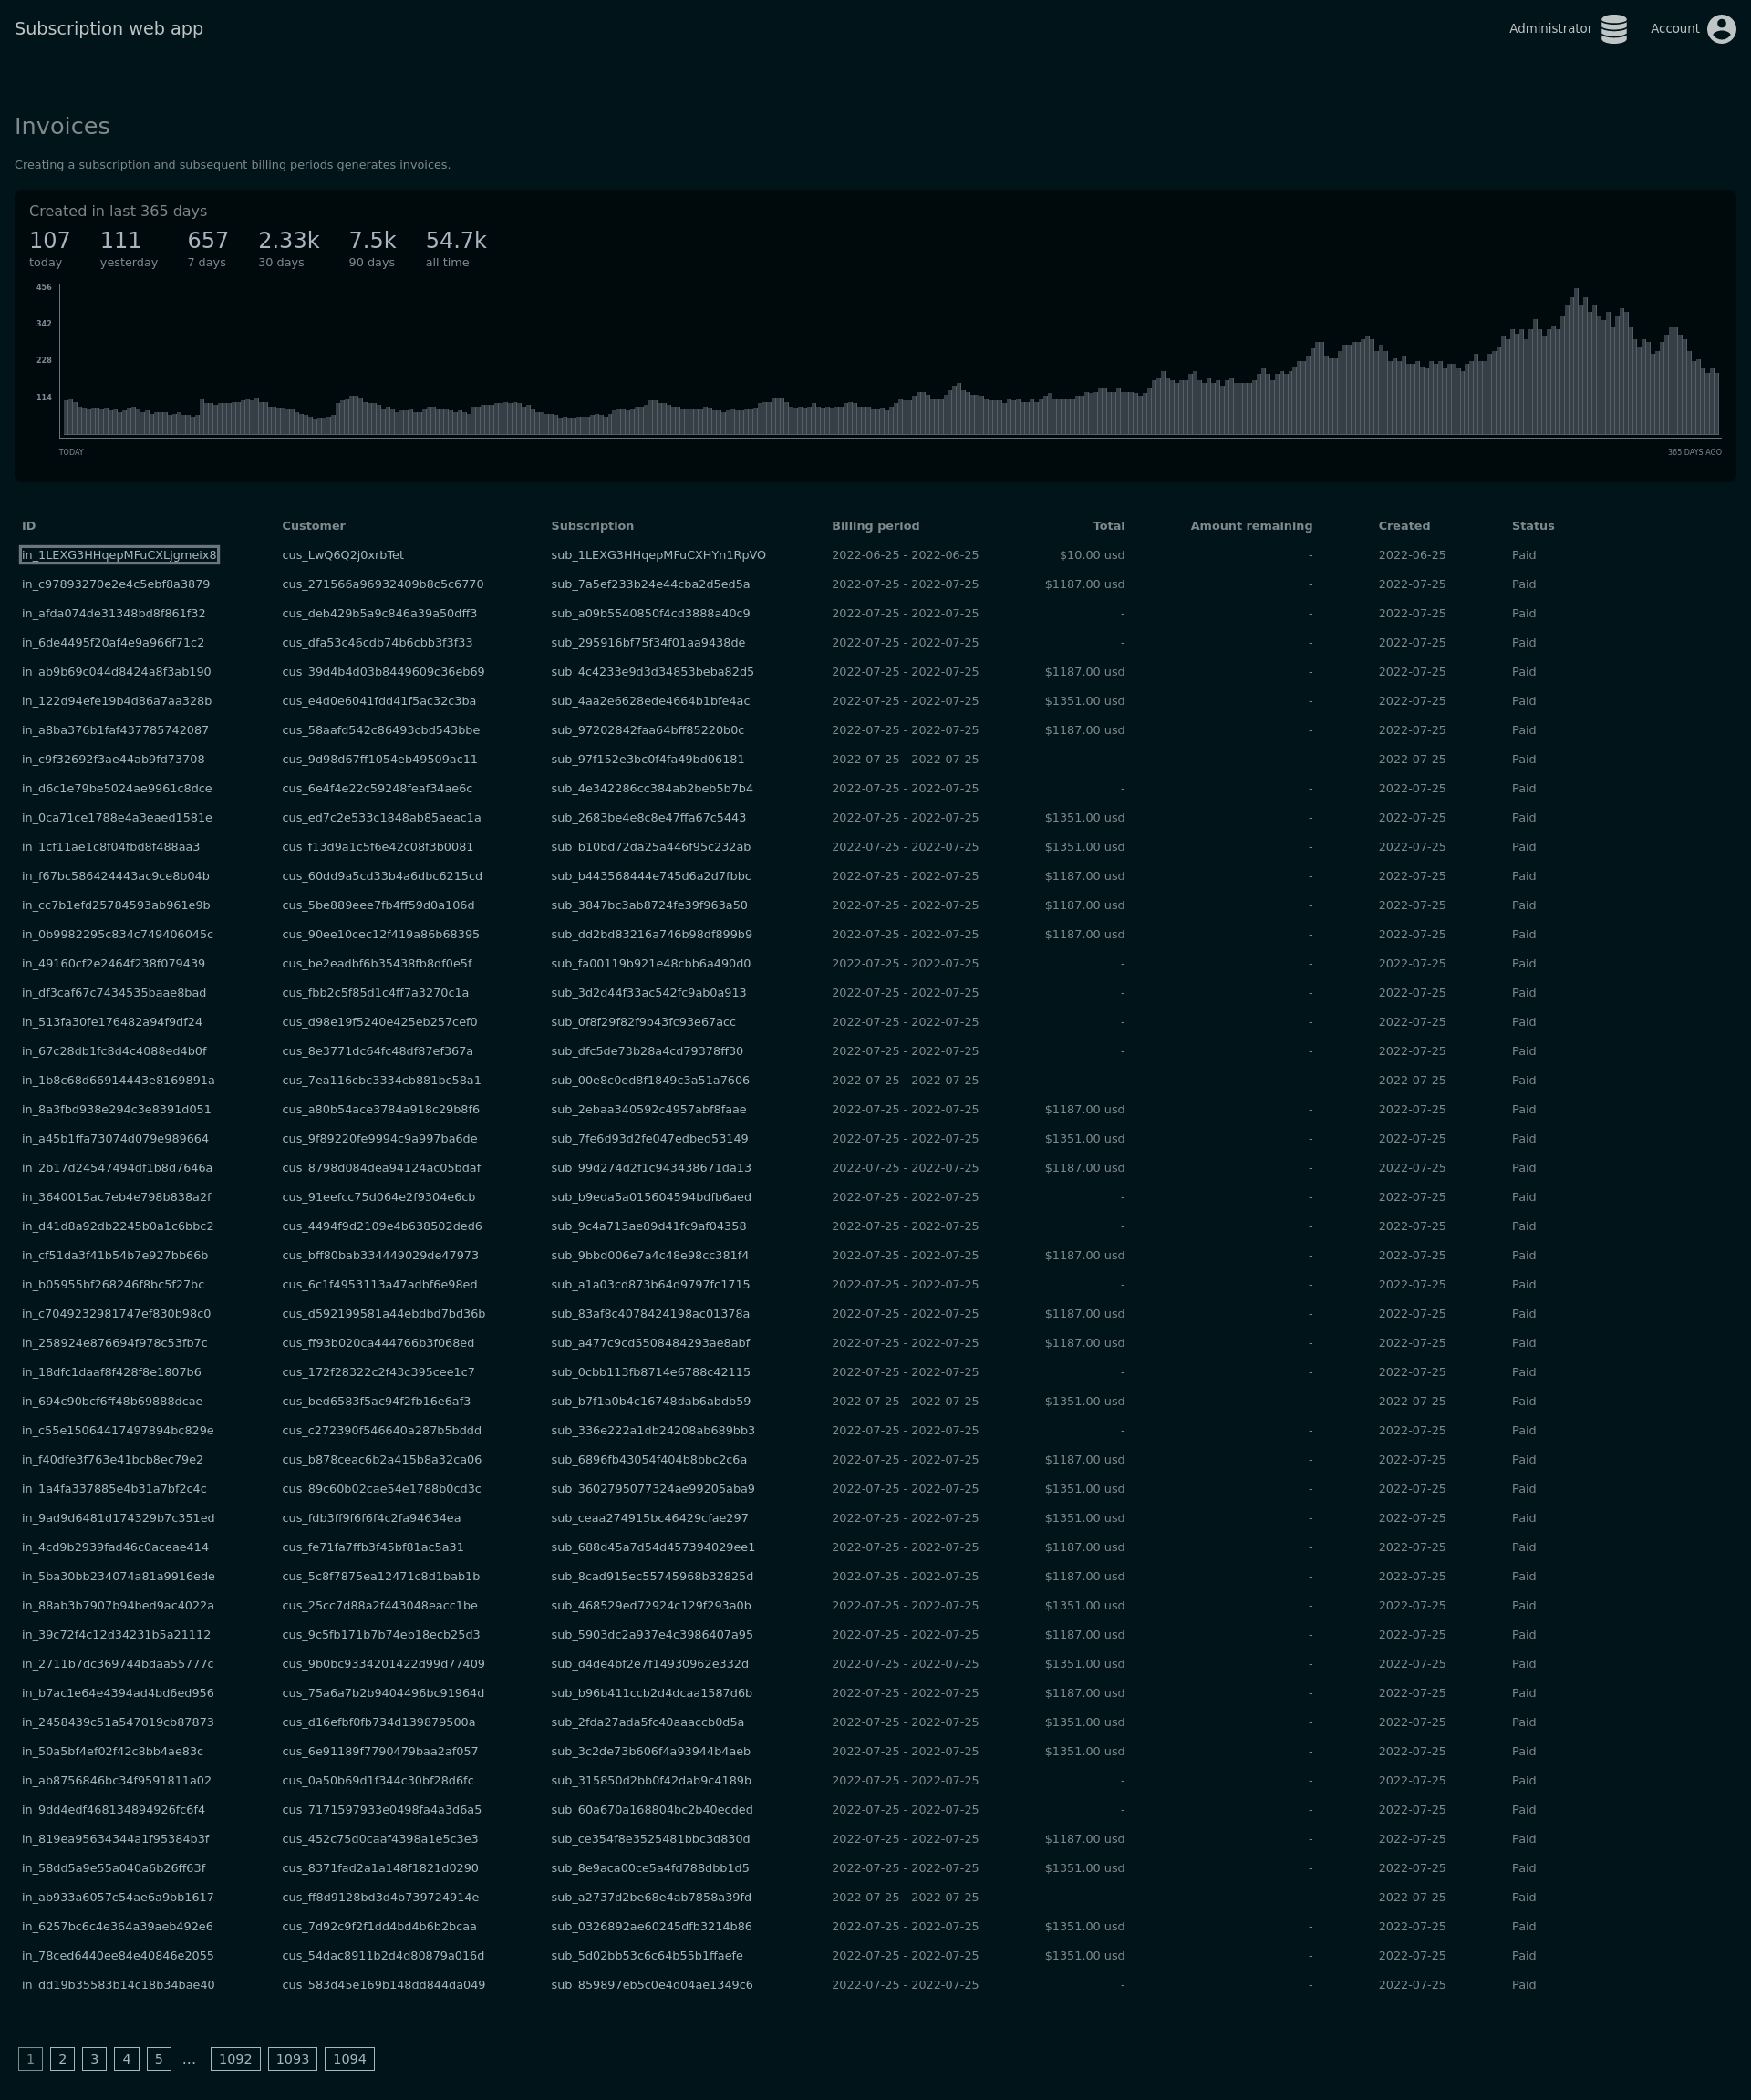 Subscription web app
Administrator Account
Invoices
Creating a subscription and subsequent billing periods generates invoices.
Created in last 365 days
107 111 657 2.33k 7.5k 54.7k
today yesterday 7 days 30 days 90 days all time
456
342
228
114
TODAY 365 DAYS AGO
ID Customer Subscription Billing period Total Amount remaining Created Status
in_1LEXG3HHqepMFuCXLjgmeix8 cus_LwQ6Q2j0xrbTet sub_1LEXG3HHqepMFuCXHYn1RpVO 2022-06-25 - 2022-06-25 $10.00 usd - 2022-06-25 Paid
in_c97893270e2e4c5ebf8a3879 cus_271566a96932409b8c5c6770 sub_7a5ef233b24e44cba2d5ed5a 2022-07-25 - 2022-07-25 $1187.00 usd - 2022-07-25 Paid
in_afda074de31348bd8f861f32 cus_deb429b5a9c846a39a50dff3 sub_a09b5540850f4cd3888a40c9 2022-07-25 - 2022-07-25 - - 2022-07-25 Paid
in_6de4495f20af4e9a966f71c2 cus_dfa53c46cdb74b6cbb3f3f33 sub_295916bf75f34f01aa9438de 2022-07-25 - 2022-07-25 - - 2022-07-25 Paid
in_ab9b69c044d8424a8f3ab190 cus_39d4b4d03b8449609c36eb69 sub_4c4233e9d3d34853beba82d5 2022-07-25 - 2022-07-25 $1187.00 usd - 2022-07-25 Paid
in_122d94efe19b4d86a7aa328b cus_e4d0e6041fdd41f5ac32c3ba sub_4aa2e6628ede4664b1bfe4ac 2022-07-25 - 2022-07-25 $1351.00 usd - 2022-07-25 Paid
in_a8ba376b1faf437785742087 cus_58aafd542c86493cbd543bbe sub_97202842faa64bff85220b0c 2022-07-25 - 2022-07-25 $1187.00 usd - 2022-07-25 Paid
in_c9f32692f3ae44ab9fd73708 cus_9d98d67ff1054eb49509ac11 sub_97f152e3bc0f4fa49bd06181 2022-07-25 - 2022-07-25 - - 2022-07-25 Paid
in_d6c1e79be5024ae9961c8dce cus_6e4f4e22c59248feaf34ae6c sub_4e342286cc384ab2beb5b7b4 2022-07-25 - 2022-07-25 - - 2022-07-25 Paid
in_0ca71ce1788e4a3eaed1581e cus_ed7c2e533c1848ab85aeac1a sub_2683be4e8c8e47ffa67c5443 2022-07-25 - 2022-07-25 $1351.00 usd - 2022-07-25 Paid
in_1cf11ae1c8f04fbd8f488aa3 cus_f13d9a1c5f6e42c08f3b0081 sub_b10bd72da25a446f95c232ab 2022-07-25 - 2022-07-25 $1351.00 usd - 2022-07-25 Paid
in_f67bc586424443ac9ce8b04b cus_60dd9a5cd33b4a6dbc6215cd sub_b443568444e745d6a2d7fbbc 2022-07-25 - 2022-07-25 $1187.00 usd - 2022-07-25 Paid
in_cc7b1efd25784593ab961e9b cus_5be889eee7fb4ff59d0a106d sub_3847bc3ab8724fe39f963a50 2022-07-25 - 2022-07-25 $1187.00 usd - 2022-07-25 Paid
in_0b9982295c834c749406045c cus_90ee10cec12f419a86b68395 sub_dd2bd83216a746b98df899b9 2022-07-25 - 2022-07-25 $1187.00 usd - 2022-07-25 Paid
in_49160cf2e2464f238f079439 cus_be2eadbf6b35438fb8df0e5f sub_fa00119b921e48cbb6a490d0 2022-07-25 - 2022-07-25 - - 2022-07-25 Paid
in_df3caf67c7434535baae8bad cus_fbb2c5f85d1c4ff7a3270c1a sub_3d2d44f33ac542fc9ab0a913 2022-07-25 - 2022-07-25 - - 2022-07-25 Paid
in_513fa30fe176482a94f9df24 cus_d98e19f5240e425eb257cef0 sub_0f8f29f82f9b43fc93e67acc 2022-07-25 - 2022-07-25 - - 2022-07-25 Paid
in_67c28db1fc8d4c4088ed4b0f cus_8e3771dc64fc48df87ef367a sub_dfc5de73b28a4cd79378ff30 2022-07-25 - 2022-07-25 - - 2022-07-25 Paid
in_1b8c68d66914443e8169891a cus_7ea116cbc3334cb881bc58a1 sub_00e8c0ed8f1849c3a51a7606 2022-07-25 - 2022-07-25 - - 2022-07-25 Paid
in_8a3fbd938e294c3e8391d051 cus_a80b54ace3784a918c29b8f6 sub_2ebaa340592c4957abf8faae 2022-07-25 - 2022-07-25 $1187.00 usd - 2022-07-25 Paid
in_a45b1ffa73074d079e989664 cus_9f89220fe9994c9a997ba6de sub_7fe6d93d2fe047edbed53149 2022-07-25 - 2022-07-25 $1351.00 usd - 2022-07-25 Paid
in_2b17d24547494df1b8d7646a cus_8798d084dea94124ac05bdaf sub_99d274d2f1c943438671da13 2022-07-25 - 2022-07-25 $1187.00 usd - 2022-07-25 Paid
in_3640015ac7eb4e798b838a2f cus_91eefcc75d064e2f9304e6cb sub_b9eda5a015604594bdfb6aed 2022-07-25 - 2022-07-25 - - 2022-07-25 Paid
in_d41d8a92db2245b0a1c6bbc2 cus_4494f9d2109e4b638502ded6 sub_9c4a713ae89d41fc9af04358 2022-07-25 - 2022-07-25 - - 2022-07-25 Paid
in_cf51da3f41b54b7e927bb66b cus_bff80bab334449029de47973 sub_9bbd006e7a4c48e98cc381f4 2022-07-25 - 2022-07-25 $1187.00 usd - 2022-07-25 Paid
in_b05955bf268246f8bc5f27bc cus_6c1f4953113a47adbf6e98ed sub_a1a03cd873b64d9797fc1715 2022-07-25 - 2022-07-25 - - 2022-07-25 Paid
in_c7049232981747ef830b98c0 cus_d592199581a44ebdbd7bd36b sub_83af8c4078424198ac01378a 2022-07-25 - 2022-07-25 $1187.00 usd - 2022-07-25 Paid
in_258924e876694f978c53fb7c cus_ff93b020ca444766b3f068ed sub_a477c9cd5508484293ae8abf 2022-07-25 - 2022-07-25 $1187.00 usd - 2022-07-25 Paid
in_18dfc1daaf8f428f8e1807b6 cus_172f28322c2f43c395cee1c7 sub_0cbb113fb8714e6788c42115 2022-07-25 - 2022-07-25 - - 2022-07-25 Paid
in_694c90bcf6ff48b69888dcae cus_bed6583f5ac94f2fb16e6af3 sub_b7f1a0b4c16748dab6abdb59 2022-07-25 - 2022-07-25 $1351.00 usd - 2022-07-25 Paid
in_c55e15064417497894bc829e cus_c272390f546640a287b5bddd sub_336e222a1db24208ab689bb3 2022-07-25 - 2022-07-25 - - 2022-07-25 Paid
in_f40dfe3f763e41bcb8ec79e2 cus_b878ceac6b2a415b8a32ca06 sub_6896fb43054f404b8bbc2c6a 2022-07-25 - 2022-07-25 $1187.00 usd - 2022-07-25 Paid
in_1a4fa337885e4b31a7bf2c4c cus_89c60b02cae54e1788b0cd3c sub_3602795077324ae99205aba9 2022-07-25 - 2022-07-25 $1351.00 usd - 2022-07-25 Paid
in_9ad9d6481d174329b7c351ed cus_fdb3ff9f6f6f4c2fa94634ea sub_ceaa274915bc46429cfae297 2022-07-25 - 2022-07-25 $1351.00 usd - 2022-07-25 Paid
in_4cd9b2939fad46c0aceae414 cus_fe71fa7ffb3f45bf81ac5a31 sub_688d45a7d54d457394029ee1 2022-07-25 - 2022-07-25 $1187.00 usd - 2022-07-25 Paid
in_5ba30bb234074a81a9916ede cus_5c8f7875ea12471c8d1bab1b sub_8cad915ec55745968b32825d 2022-07-25 - 2022-07-25 $1187.00 usd - 2022-07-25 Paid
in_88ab3b7907b94bed9ac4022a cus_25cc7d88a2f443048eacc1be sub_468529ed72924c129f293a0b 2022-07-25 - 2022-07-25 $1351.00 usd - 2022-07-25 Paid
in_39c72f4c12d34231b5a21112 cus_9c5fb171b7b74eb18ecb25d3 sub_5903dc2a937e4c3986407a95 2022-07-25 - 2022-07-25 $1187.00 usd - 2022-07-25 Paid
in_2711b7dc369744bdaa55777c cus_9b0bc9334201422d99d77409 sub_d4de4bf2e7f14930962e332d 2022-07-25 - 2022-07-25 $1351.00 usd - 2022-07-25 Paid
in_b7ac1e64e4394ad4bd6ed956 cus_75a6a7b2b9404496bc91964d sub_b96b411ccb2d4dcaa1587d6b 2022-07-25 - 2022-07-25 $1187.00 usd - 2022-07-25 Paid
in_2458439c51a547019cb87873 cus_d16efbf0fb734d139879500a sub_2fda27ada5fc40aaaccb0d5a 2022-07-25 - 2022-07-25 $1351.00 usd - 2022-07-25 Paid
in_50a5bf4ef02f42c8bb4ae83c cus_6e91189f7790479baa2af057 sub_3c2de73b606f4a93944b4aeb 2022-07-25 - 2022-07-25 $1351.00 usd - 2022-07-25 Paid
in_ab8756846bc34f9591811a02 cus_0a50b69d1f344c30bf28d6fc sub_315850d2bb0f42dab9c4189b 2022-07-25 - 2022-07-25 - - 2022-07-25 Paid
in_9dd4edf468134894926fc6f4 cus_7171597933e0498fa4a3d6a5 sub_60a670a168804bc2b40ecded 2022-07-25 - 2022-07-25 - - 2022-07-25 Paid
in_819ea95634344a1f95384b3f cus_452c75d0caaf4398a1e5c3e3 sub_ce354f8e3525481bbc3d830d 2022-07-25 - 2022-07-25 $1187.00 usd - 2022-07-25 Paid
in_58dd5a9e55a040a6b26ff63f cus_8371fad2a1a148f1821d0290 sub_8e9aca00ce5a4fd788dbb1d5 2022-07-25 - 2022-07-25 $1351.00 usd - 2022-07-25 Paid
in_ab933a6057c54ae6a9bb1617 cus_ff8d9128bd3d4b739724914e sub_a2737d2be68e4ab7858a39fd 2022-07-25 - 2022-07-25 - - 2022-07-25 Paid
in_6257bc6c4e364a39aeb492e6 cus_7d92c9f2f1dd4bd4b6b2bcaa sub_0326892ae60245dfb3214b86 2022-07-25 - 2022-07-25 $1351.00 usd - 2022-07-25 Paid
in_78ced6440ee84e40846e2055 cus_54dac8911b2d4d80879a016d sub_5d02bb53c6c64b55b1ffaefe 2022-07-25 - 2022-07-25 $1351.00 usd - 2022-07-25 Paid
in_dd19b35583b14c18b34bae40 cus_583d45e169b148dd844da049 sub_859897eb5c0e4d04ae1349c6 2022-07-25 - 2022-07-25 - - 2022-07-25 Paid
1 2 3 4 5 ... 1092 1093 1094